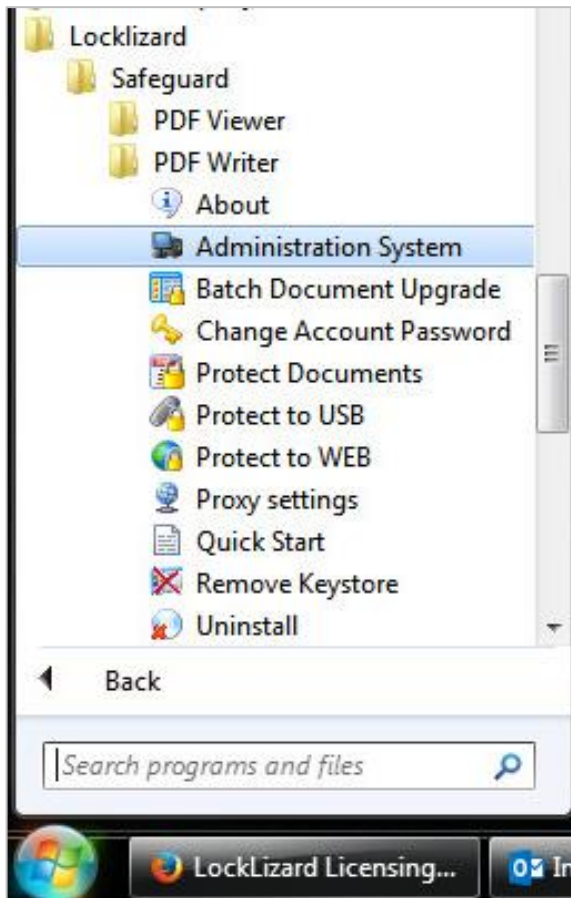 Locklizard
Safeguard
PDF Viewer
PDF Writer
About
Administration System
Batch Document Upgrade
Change Account Password
Protect Documents
Protect to USB
Protect to WEB
Proxy settings
Quick Start
Remove Keystore
Uninstall
Back
Search programs and files
LockLizard Licensing...